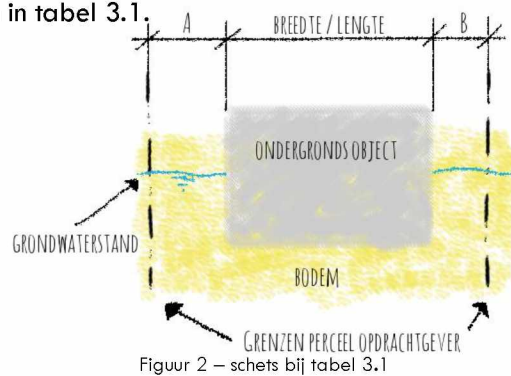 in tabel 3.1.
A BREEDTE / LENGTE B
ONDERGRONDS OBJECT
GRONDWATERSTAND
BODEM
GRENZEN PERCEEL OPDRACHTGEVER
Figuur 2 – schets bij tabel 3.1